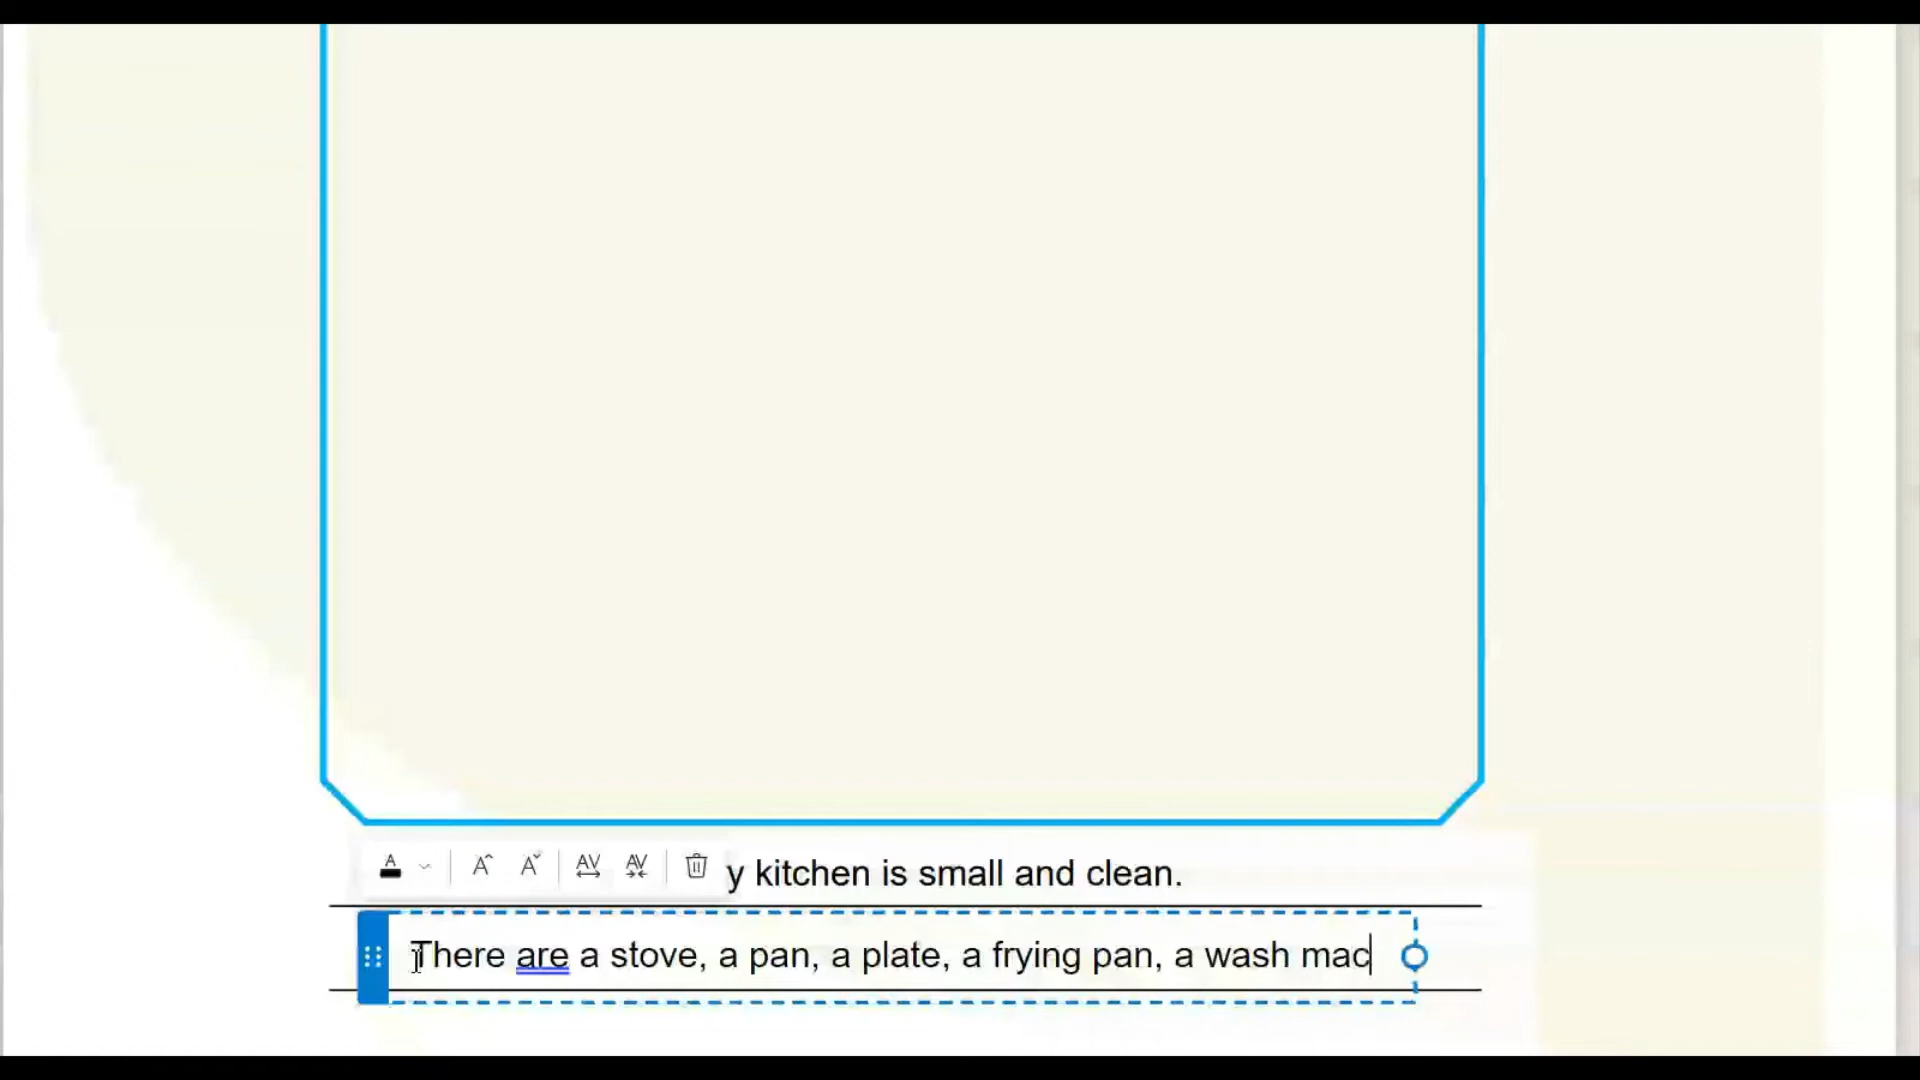 y kitchen is small and clean.
There are a stove, a pan, a plate, a frying pan, a wash mac